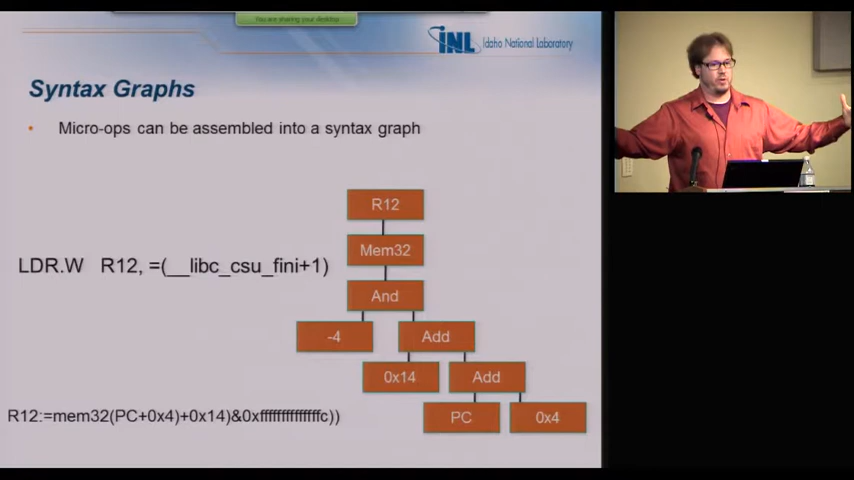 You are sharing your desktop
INL Idaho National Laboratory
Syntax Graphs
• Micro-ops can be assembled into a syntax graph
R12
Mem32
LDR.W R12, =(__libc_csu_fini+1)
And
-4
Add
0x14
Add
PC
0x4
R12:=mem32(PC+0x4)+0x14)&0xfffffffffffffffc))